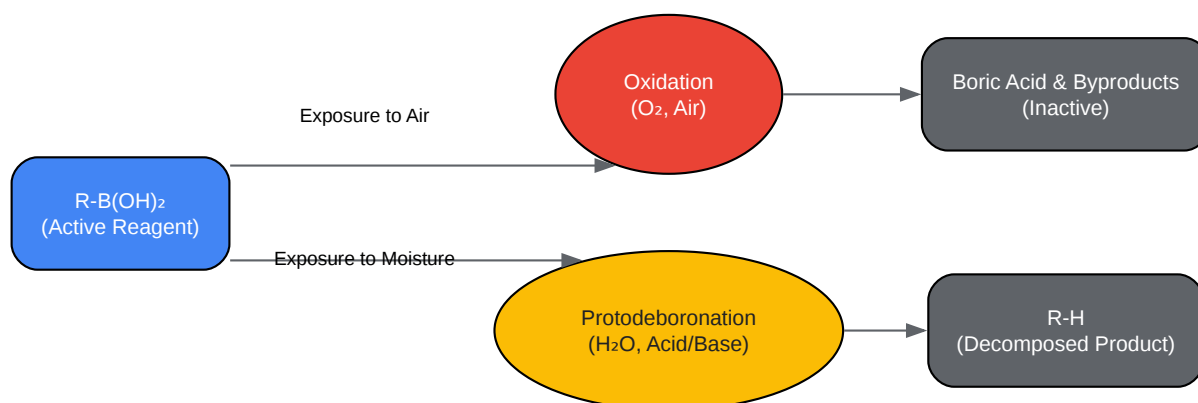 Oxidation
(O₂, Air)
Boric Acid & Byproducts
(Inactive)
Exposure to Air
R-B(OH)₂
(Active Reagent)
Exposure to Moisture
Protodeboronation
(H₂O, Acid/Base)
R-H
(Decomposed Product)